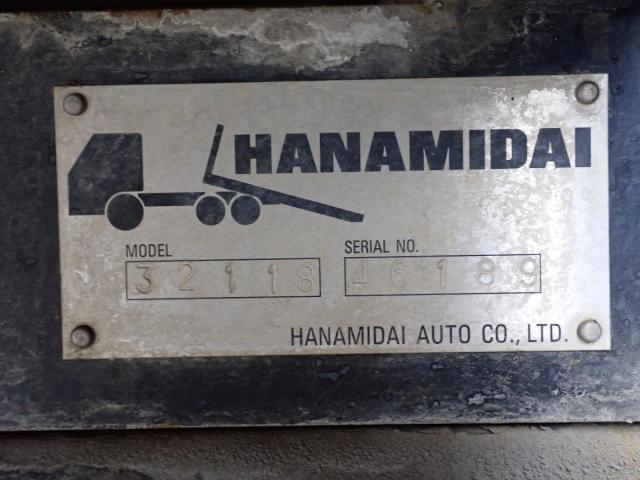 HANAMIDAI
MODEL
32118
SERIAL NO.
46189
HANAMIDAI AUTO CO., LTD.